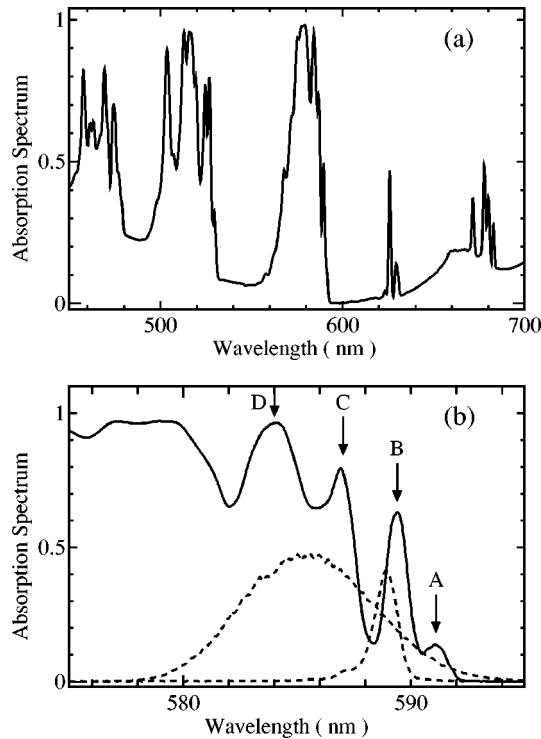 (a)
1
0.5
0
Absorption Spectrum
500
600
700
Wavelength ( nm )
(b)
D
C
B
A
1
0.5
0
Absorption Spectrum
580
590
Wavelength ( nm )